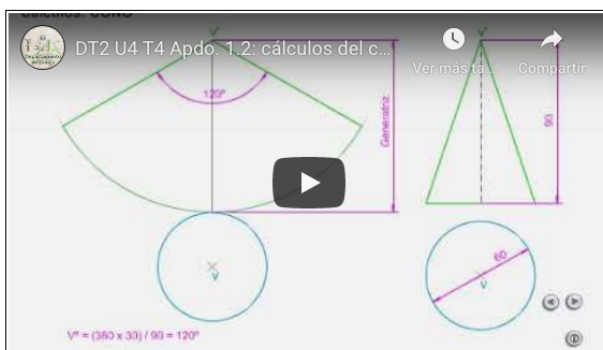 Cálculos: CONO
DT2 U4 T4 Apdo. 1.2: cálculos del c...
Ver más ta...
Compartir
V'
V'
120º
Generatriz
90
V
60
V
Vº = (360 x 30) / 90 = 120º